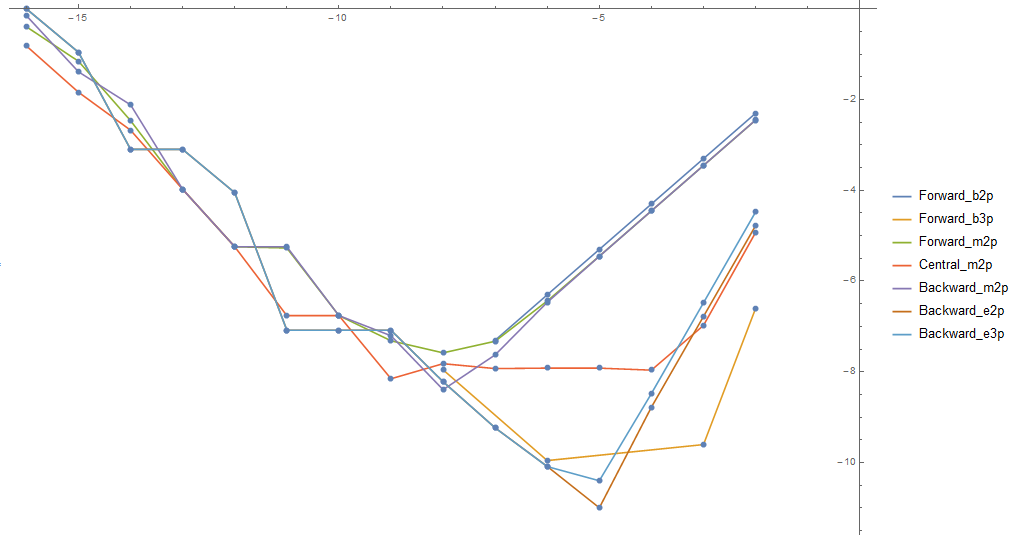 -15
-10
-5
-2
-4
-6
-8
-10
Forward_b2p
Forward_b3p
Forward_m2p
Central_m2p
Backward_m2p
Backward_e2p
Backward_e3p